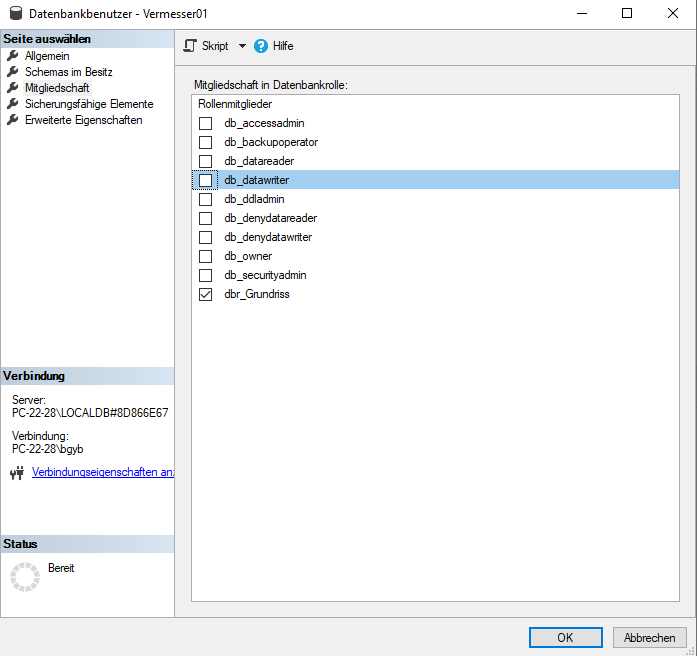 Datenbankbenutzer - Vermesser01
Seite auswählen
Allgemein
Schemas im Besitz
Mitgliedschaft
Sicherungsfähige Elemente
Erweiterte Eigenschaften
Skript
Hilfe
Mitgliedschaft in Datenbankrolle:
Rollenmitglieder
db_accessadmin
db_backupoperator
db_datareader
db_datawriter
db_ddladmin
db_denydatareader
db_denydatawriter
db_owner
db_securityadmin
dbr_Grundriss
Verbindung
Server:
PC-22-28\LOCALDB#8D866E67
Verbindung:
PC-22-28\bgyb
Verbindungseigenschaften anz
Status
Bereit
OK
Abbrechen